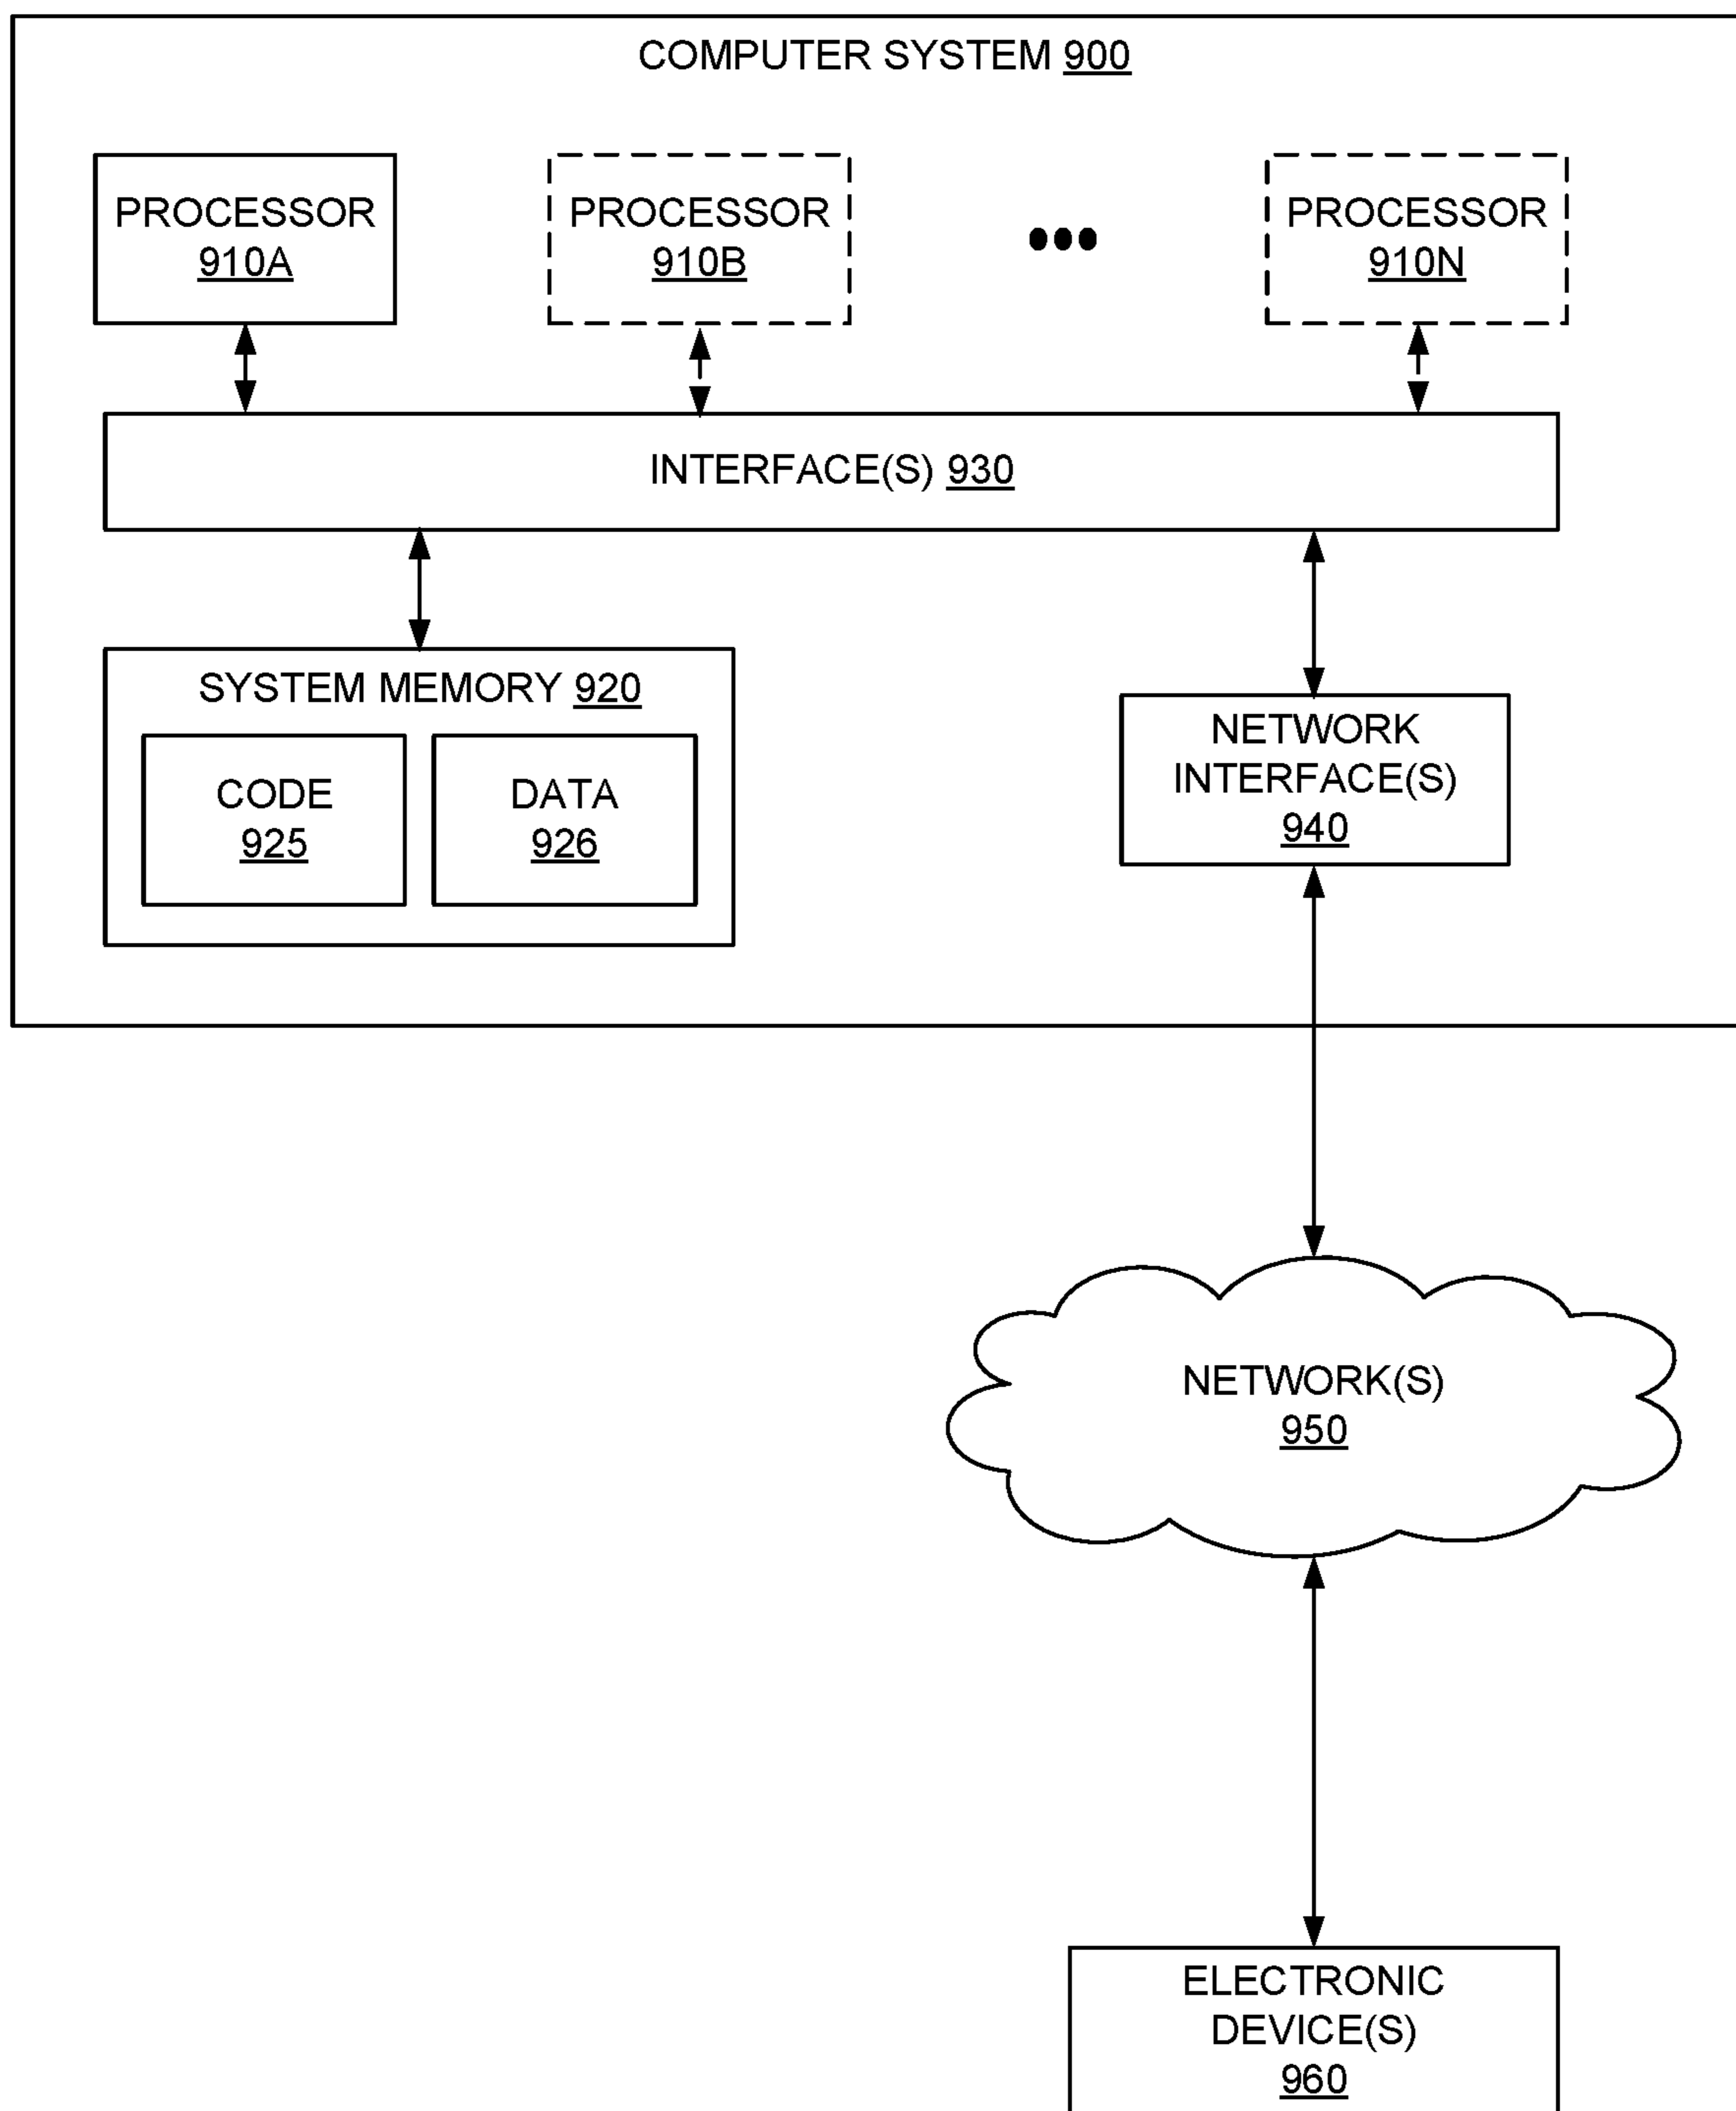 COMPUTER SYSTEM 900
PROCESSOR
910A
PROCESSOR
910B
PROCESSOR
910N
INTERFACE(S) 930
SYSTEM MEMORY 920
CODE
925
DATA
926
NETWORK
INTERFACE(S)
940
NETWORK(S)
950
ELECTRONIC
DEVICE(S)
960